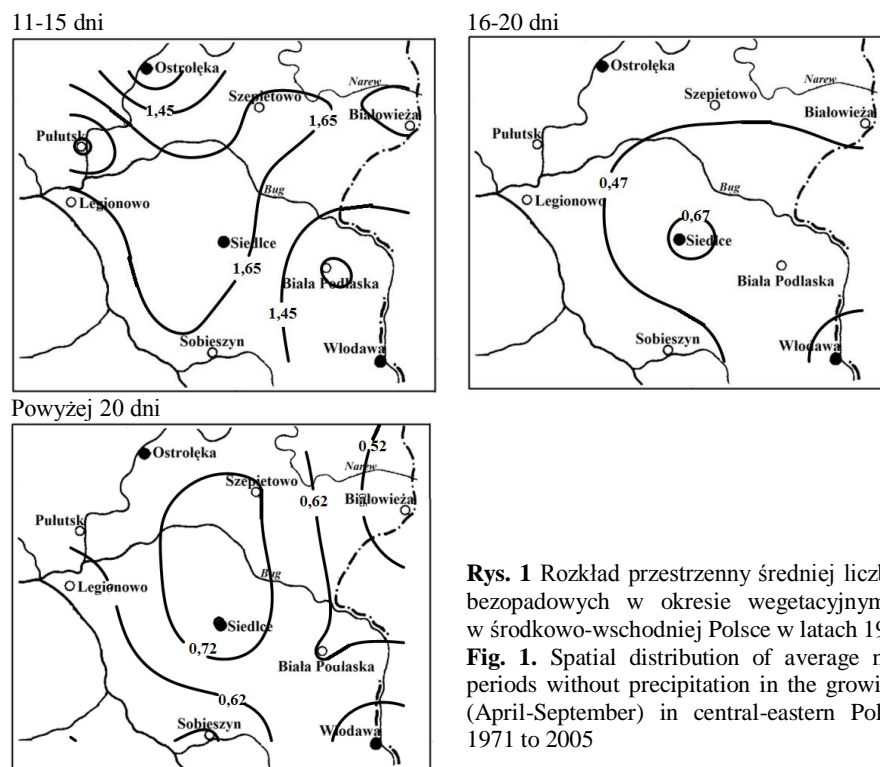 11-15 dni
Ostrołęka
Narew
1,45
Szepietowo
1,65
Białowieża
Pułutsk
Bug
Legionowo
Siedlce
1,65
Biała Podlaska
1,45
Sobieszyn
Włodawa
16-20 dni
Ostrołęka
Narew
Szepietowo
Białowieża
Pułutsk
0,47
Bug
Legionowo
0,67
Siedlce
Biała Podlaska
Sobieszyn
Włodawa
Powyżej 20 dni
0,52
Ostrołęka
Narew
Szepietowo
0,62
Białowieża
Pułutsk
Bug
Legionowo
Siedlce
0,72
Biała Poulaska
0,62
Sobieszyn
Włodawa
Rys. 1 Rozkład przestrzenny średniej liczb
bezopadowych w okresie wegetacyjnym
w środkowo-wschodniej Polsce w latach 19
Fig. 1. Spatial distribution of average n
periods without precipitation in the growi
(April-September) in central-eastern Pol
1971 to 2005